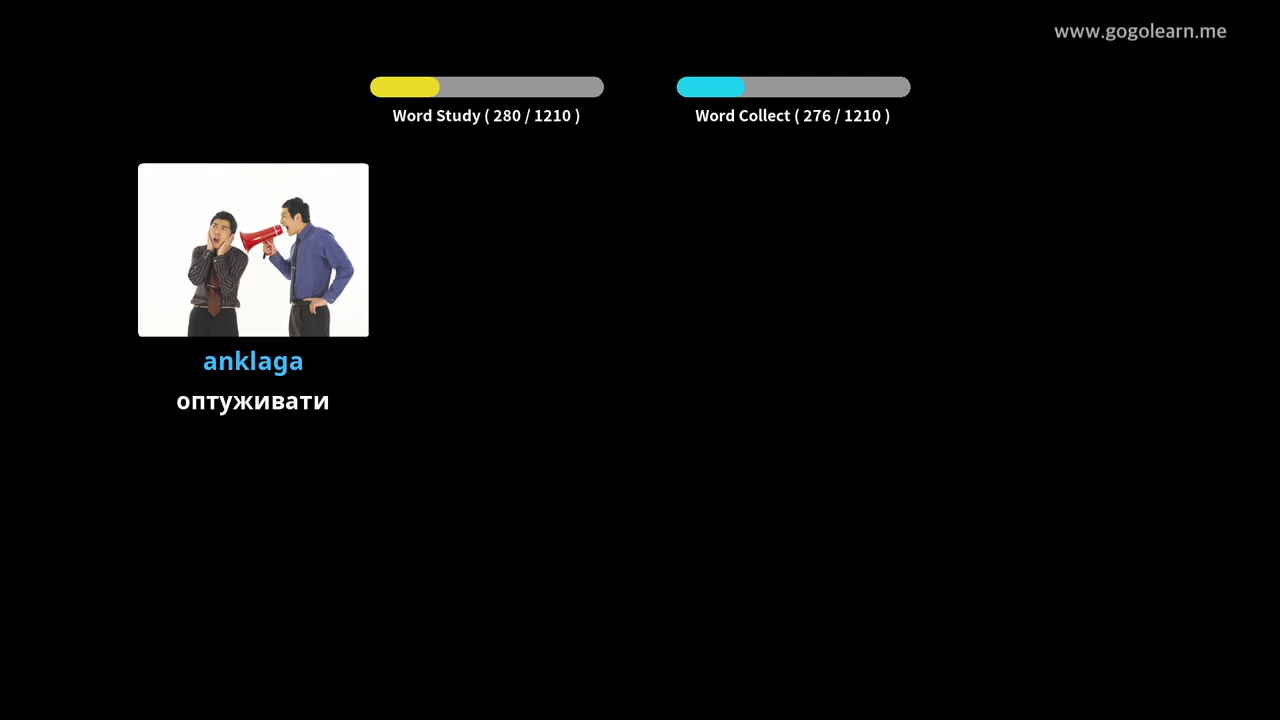 www.gogolearn.me
Word Study ( 280 / 1210 )
Word Collect ( 276 / 1210 )
anklaga
оптуживати